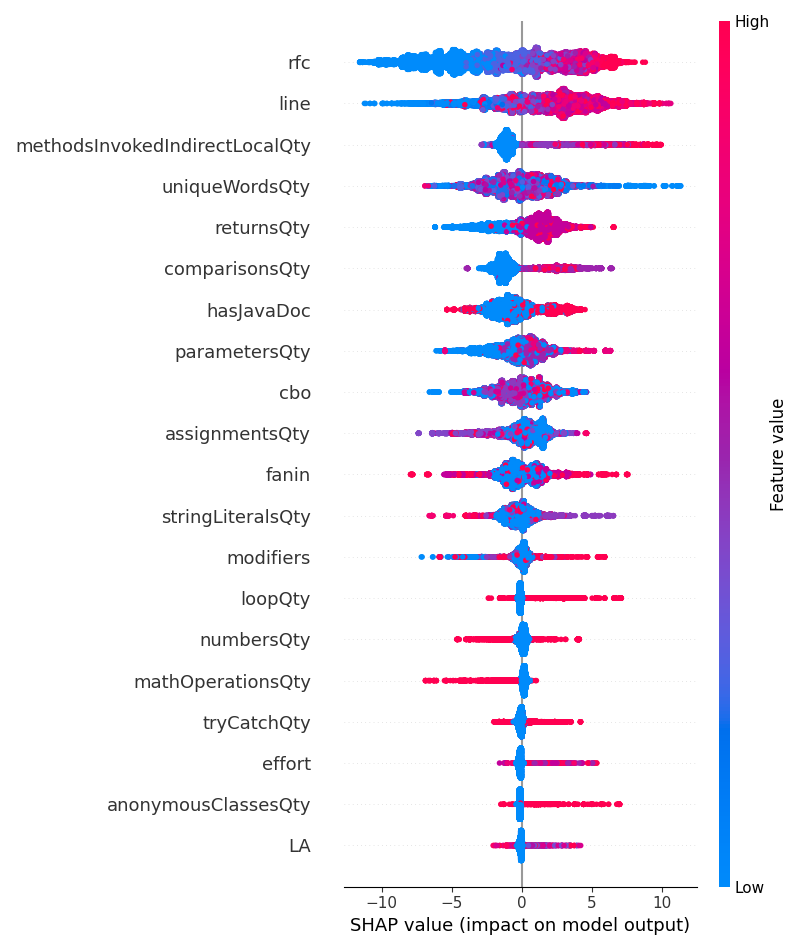 High
rfc
line
methodsInvokedIndirectLocalQty
uniqueWordsQty
returnsQty
comparisonsQty
hasJavaDoc
parametersQty
cbo
assignmentsQty
fanin
stringLiteralsQty
modifiers
loopQty
numbersQty
mathOperationsQty
tryCatchQty
effort
anonymousClassesQty
LA
Feature value
Low
−10 −5 0 5 10
SHAP value (impact on model output)